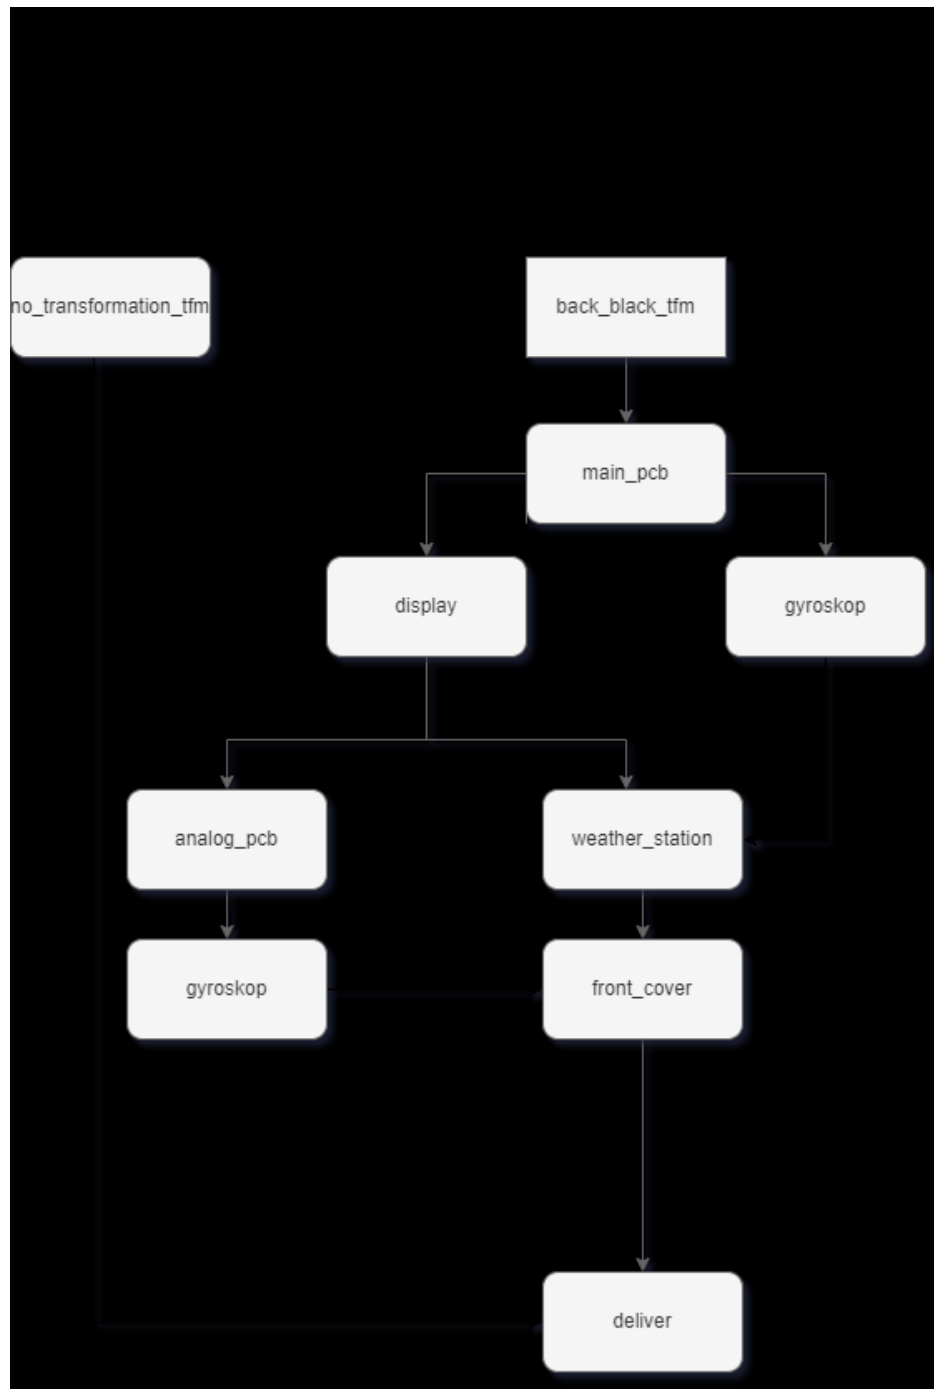 no_transformation_tfm
back_black_tfm
main_pcb
display
gyroskop
analog_pcb
weather_station
gyroskop
front_cover
deliver